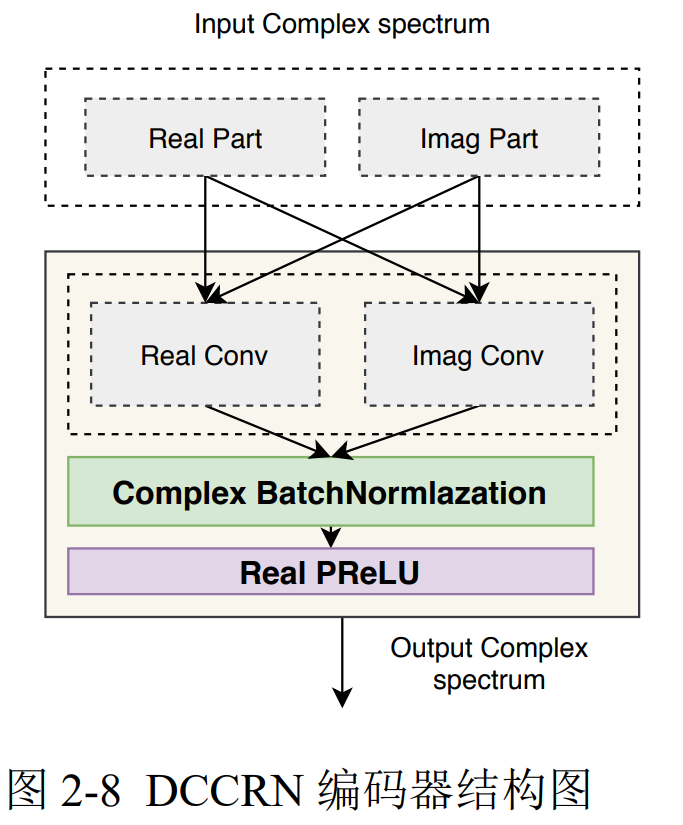 Input Complex spectrum
Real Part
Imag Part
Real Conv
Imag Conv
Complex BatchNormlazation
Real PReLU
Output Complex
spectrum
图 2-8 DCCRN 编码器结构图